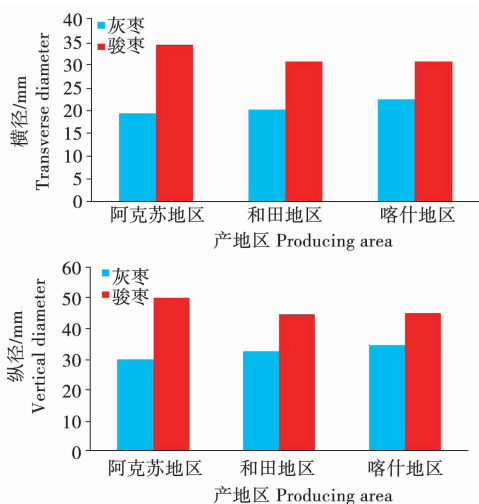 40
35
30
25
20
15
10
5
0
灰枣
骏枣
横径/mm
Transverse diameter
阿克苏地区 和田地区 喀什地区
产地区 Producing area
60
50
40
30
20
10
0
灰枣
骏枣
纵径/mm
Vertical diameter
阿克苏地区 和田地区 喀什地区
产地区 Producing area